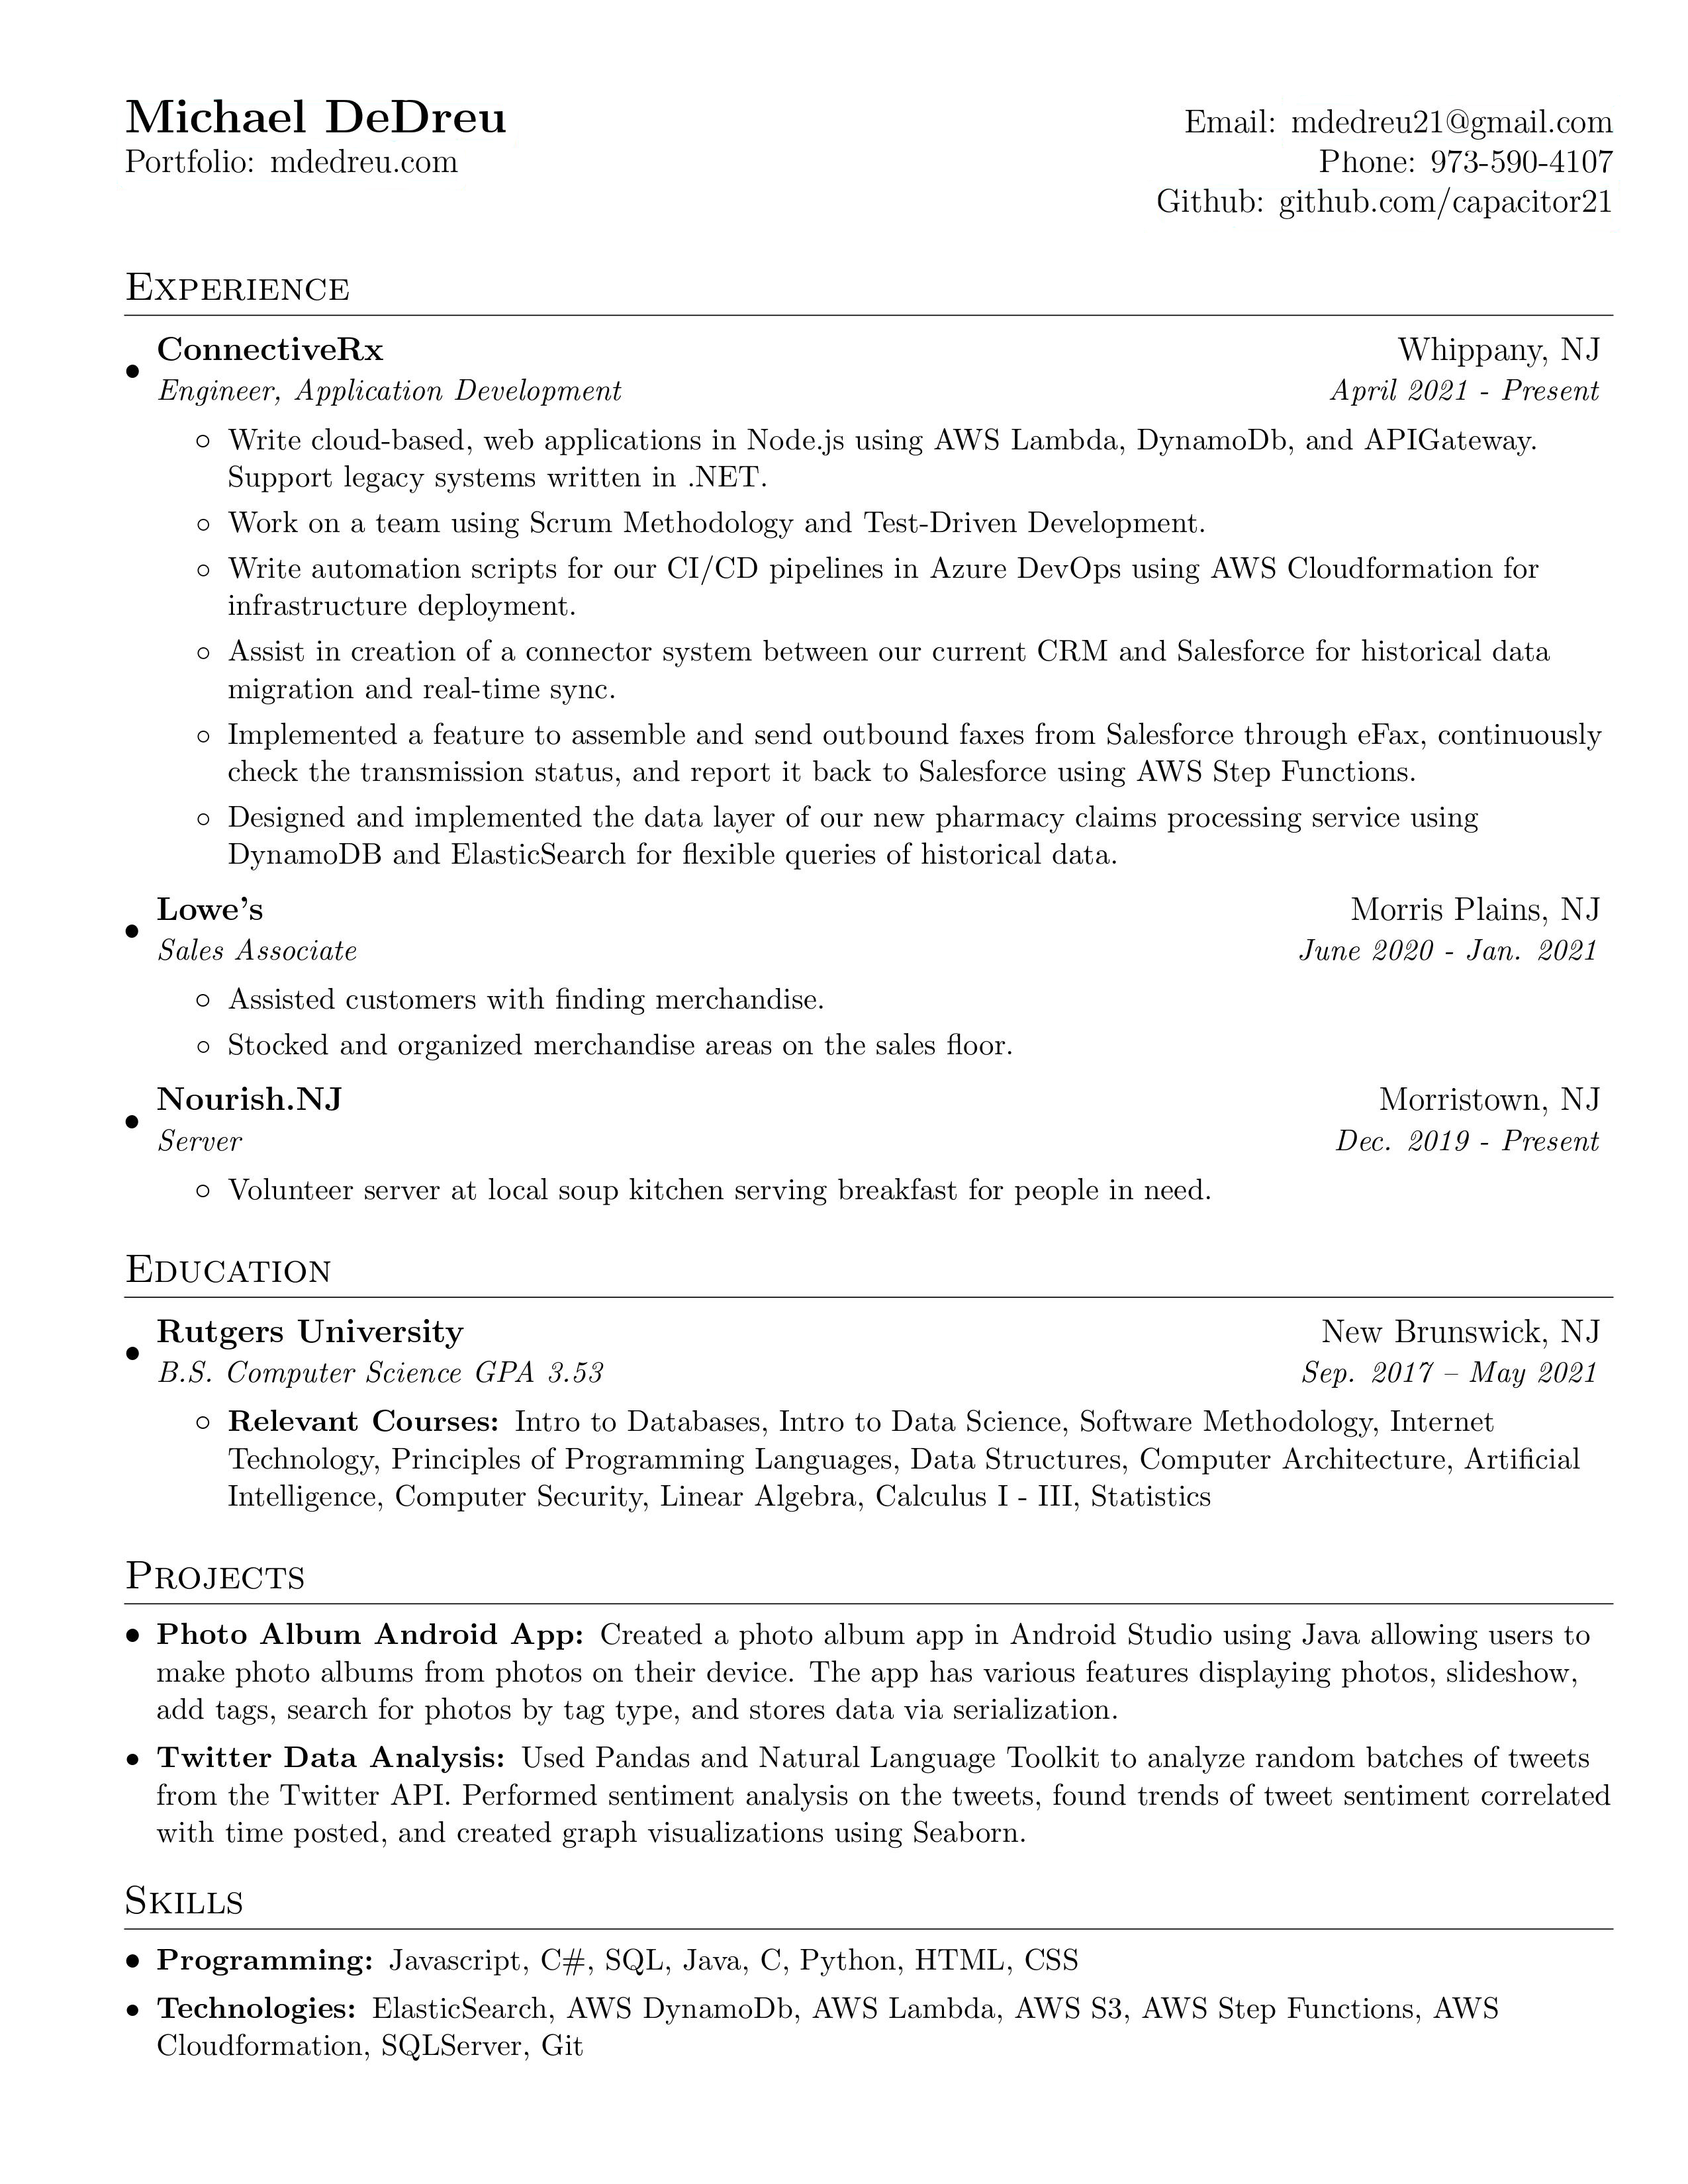 Michael DeDreu
Email: mdedreu21@gmail.com
Portfolio: mdedreu.com
Phone: 973-590-4107
Github: github.com/capacitor21
Experience
• ConnectiveRx Whippany, NJ
Engineer, Application Development April 2021 - Present
○ Write cloud-based, web applications in Node.js using AWS Lambda, DynamoDb, and APIGateway.
Support legacy systems written in .NET.
○ Work on a team using Scrum Methodology and Test-Driven Development.
○ Write automation scripts for our CI/CD pipelines in Azure DevOps using AWS Cloudformation for
infrastructure deployment.
○ Assist in creation of a connector system between our current CRM and Salesforce for historical data
migration and real-time sync.
○ Implemented a feature to assemble and send outbound faxes from Salesforce through eFax, continuously
check the transmission status, and report it back to Salesforce using AWS Step Functions.
○ Designed and implemented the data layer of our new pharmacy claims processing service using
DynamoDB and ElasticSearch for flexible queries of historical data.
• Lowe's Morris Plains, NJ
Sales Associate June 2020 - Jan. 2021
○ Assisted customers with finding merchandise.
○ Stocked and organized merchandise areas on the sales floor.
• Nourish.NJ Morristown, NJ
Server Dec. 2019 - Present
○ Volunteer server at local soup kitchen serving breakfast for people in need.
Education
• Rutgers University New Brunswick, NJ
B.S. Computer Science GPA 3.53 Sep. 2017 – May 2021
○ Relevant Courses: Intro to Databases, Intro to Data Science, Software Methodology, Internet
Technology, Principles of Programming Languages, Data Structures, Computer Architecture, Artificial
Intelligence, Computer Security, Linear Algebra, Calculus I - III, Statistics
Projects
• Photo Album Android App: Created a photo album app in Android Studio using Java allowing users to
make photo albums from photos on their device. The app has various features displaying photos, slideshow,
add tags, search for photos by tag type, and stores data via serialization.
• Twitter Data Analysis: Used Pandas and Natural Language Toolkit to analyze random batches of tweets
from the Twitter API. Performed sentiment analysis on the tweets, found trends of tweet sentiment correlated
with time posted, and created graph visualizations using Seaborn.
Skills
• Programming: Javascript, C#, SQL, Java, C, Python, HTML, CSS
• Technologies: ElasticSearch, AWS DynamoDb, AWS Lambda, AWS S3, AWS Step Functions, AWS
Cloudformation, SQLServer, Git